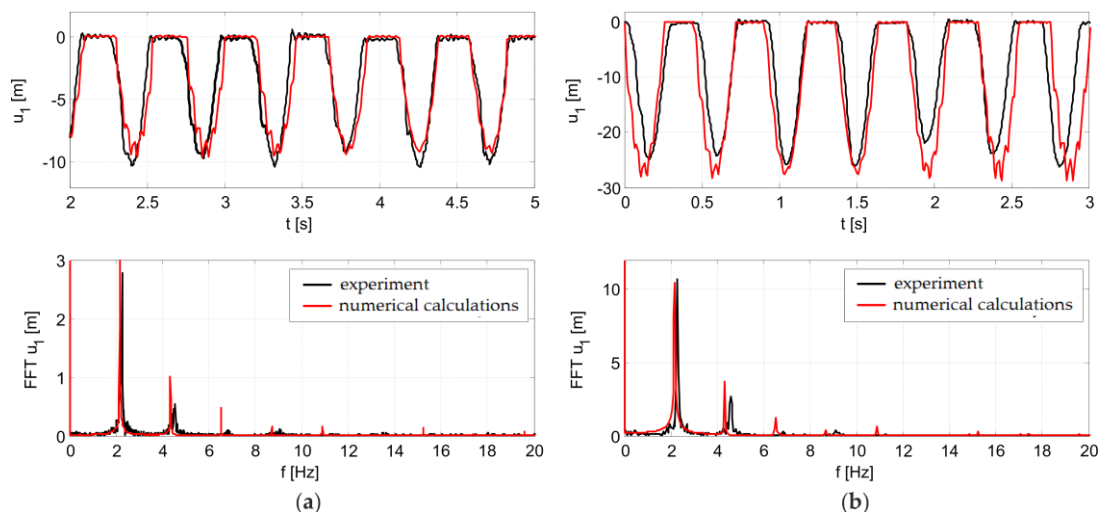 0
-5
-10
u1 [m]
2 2.5 3 3.5 4 4.5 5
t [s]
0
-10
-20
-30
u1 [m]
0 0.5 1 1.5 2 2.5 3
t [s]
3
2
1
0
FFT u1 [m]
experiment
numerical calculations
0 2 4 6 8 10 12 14 16 18 20
f [Hz]
(a)
10
5
0
FFT u1 [m]
experiment
numerical calculations
0 2 4 6 8 10 12 14 16 18 20
f [Hz]
(b)